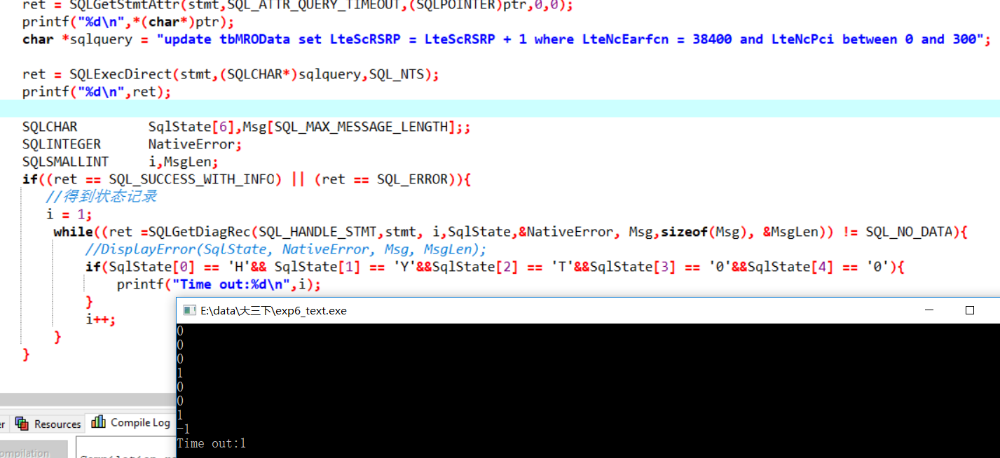 ret = SQLGetStmtAttr(stmt,SQL_ATTR_QUERY_TIMEOUT,(SQLPOINTER)ptr,0,0);
printf("%d\n",*(char*)ptr);
char *sqlquery = "update tbMROData set LteScRSRP = LteScRSRP + 1 where LteNcEarfcn = 38400 and LteNcPci between 0 and 300";
ret = SQLExecDirect(stmt,(SQLCHAR*)sqlquery,SQL_NTS);
printf("%d\n",ret);
SQLCHAR SqlState[6],Msg[SQL_MAX_MESSAGE_LENGTH];;
SQLINTEGER NativeError;
SQLSMALLINT i,MsgLen;
if((ret == SQL_SUCCESS_WITH_INFO) || (ret == SQL_ERROR)){
//得到状态记录
i = 1;
while((ret =SQLGetDiagRec(SQL_HANDLE_STMT,stmt, i,SqlState,&NativeError, Msg,sizeof(Msg), &MsgLen)) != SQL_NO_DATA){
//DisplayError(SqlState, NativeError, Msg, MsgLen);
if(SqlState[0] == 'H'&& SqlState[1] == 'Y'&&SqlState[2] == 'T'&&SqlState[3] == '0'&&SqlState[4] == '0'){
printf("Time out:%d\n",i);
}
i++;
}
}
E:\data\大三下\exp6_text.exe
0
0
0
1
0
0
1
-1
Time out:1
er Resources Compile Log
ompilation